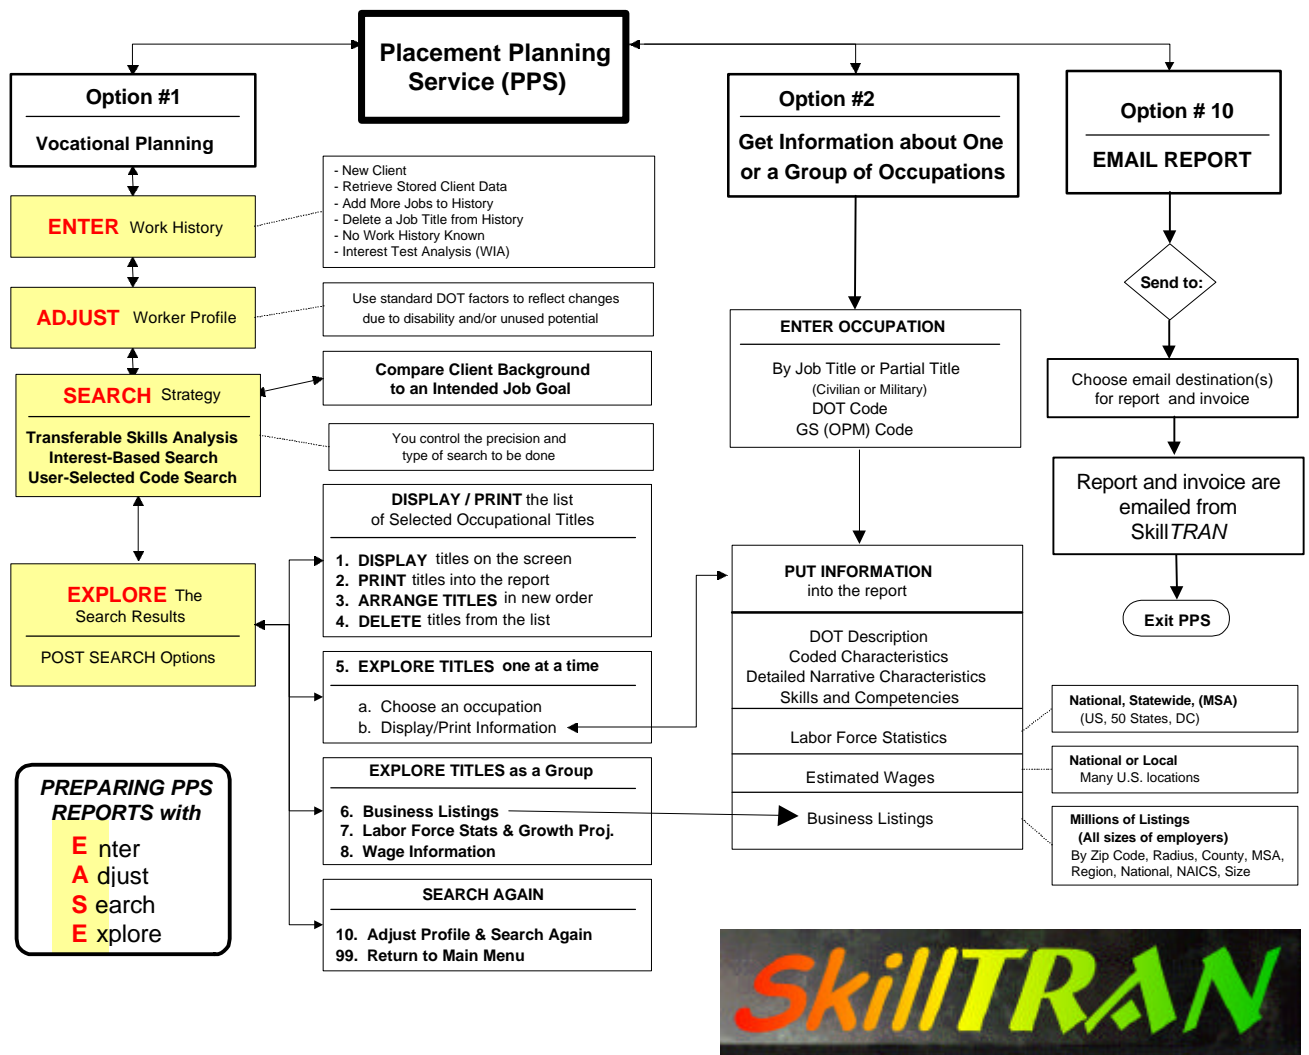 Placement Planning
Service (PPS)
Option #1
Vocational Planning
ENTER Work History
- New Client
- Retrieve Stored Client Data
- Add More Jobs to History
- Delete a Job Title from History
- No Work History Known
- Interest Test Analysis (WIA)
ADJUST Worker Profile
Use standard DOT factors to reflect changes
due to disability and/or unused potential
SEARCH Strategy
Transferable Skills Analysis
Interest-Based Search
User-Selected Code Search
Compare Client Background
to an Intended Job Goal
You control the precision and
type of search to be done
EXPLORE The
Search Results
POST SEARCH Options
DISPLAY / PRINT the list
of Selected Occupational Titles
1. DISPLAY titles on the screen
2. PRINT titles into the report
3. ARRANGE TITLES in new order
4. DELETE titles from the list
5. EXPLORE TITLES one at a time
a. Choose an occupation
b. Display/Print Information
EXPLORE TITLES as a Group
6. Business Listings
7. Labor Force Stats & Growth Proj.
8. Wage Information
SEARCH AGAIN
10. Adjust Profile & Search Again
99. Return to Main Menu
PREPARING PPS
REPORTS with
E nter
A djust
S earch
E xplore
Option #2
Get Information about One
or a Group of Occupations
ENTER OCCUPATION
By Job Title or Partial Title
(Civilian or Military)
DOT Code
GS (OPM) Code
PUT INFORMATION
into the report
DOT Description
Coded Characteristics
Detailed Narrative Characteristics
Skills and Competencies
Labor Force Statistics
Estimated Wages
Business Listings
National, Statewide, (MSA)
(US, 50 States, DC)
National or Local
Many U.S. locations
Millions of Listings
(All sizes of employers)
By Zip Code, Radius, County, MSA,
Region, National, NAICS, Size
Option # 10
EMAIL REPORT
Send to:
Choose email destination(s)
for report and invoice
Report and invoice are
emailed from
SkillTRAN
Exit PPS
SkillTRAN